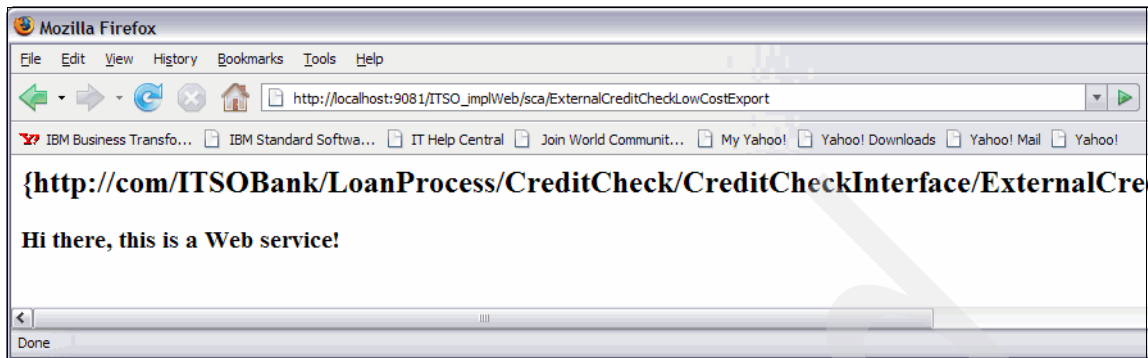 Mozilla Firefox
File Edit View History Bookmarks Tools Help
http://localhost:9081/ITSO_implWeb/sca/ExternalCreditCheckLowCostExport
IBM Business Transfo... IBM Standard Softwa... IT Help Central Join World Communit... My Yahoo! Yahoo! Downloads Yahoo! Mail Yahoo!
{http://com/ITSOBank/LoanProcess/CreditCheck/CreditCheckInterface/ExternalCre
Hi there, this is a Web service!
Done